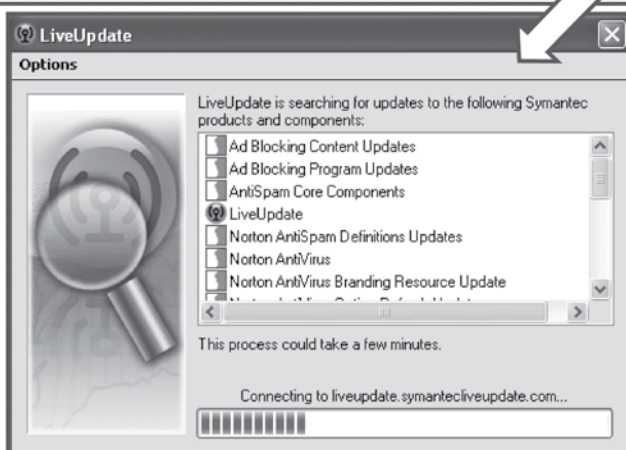 LiveUpdate
Options
LiveUpdate is searching for updates to the following Symantec
products and components:
Ad Blocking Content Updates
Ad Blocking Program Updates
AntiSpam Core Components
LiveUpdate
Norton AntiSpam Definitions Updates
Norton AntiVirus
Norton AntiVirus Branding Resource Update
This process could take a few minutes.
Connecting to liveupdate.symantecliveupdate.com...